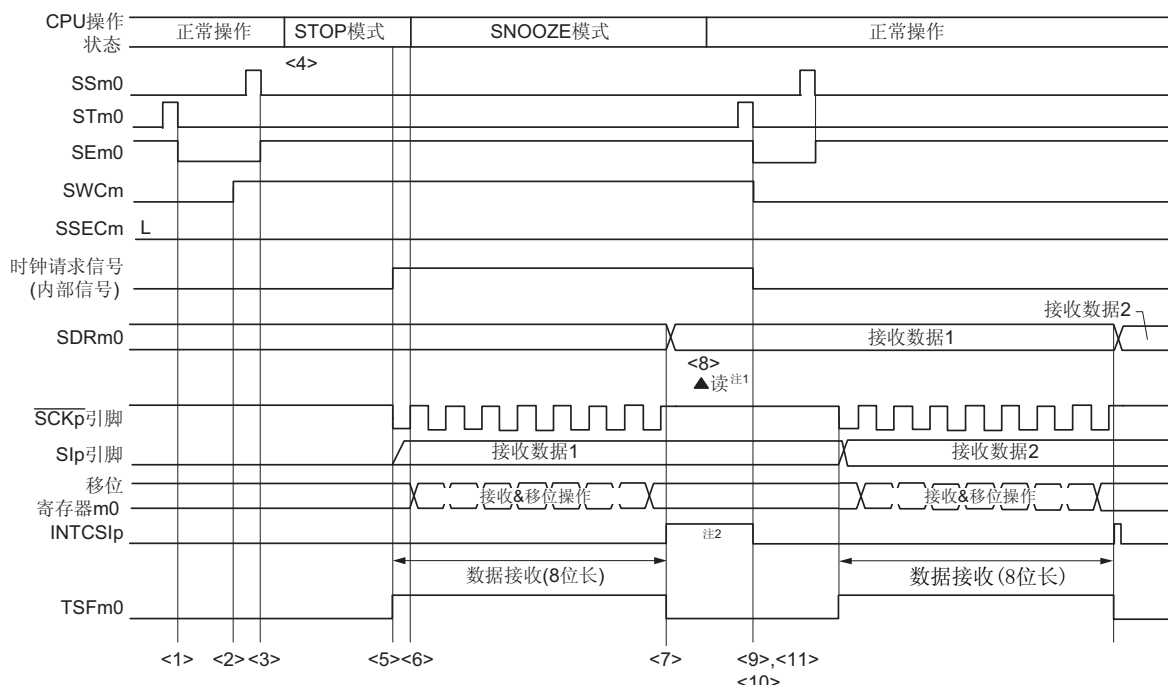 CPU操作
状态
正常操作
STOP模式
SNOOZE模式
正常操作
<4>
SSm0
STm0
SEm0
SWCm
SSECm L
时钟请求信号
(内部信号)
接收数据2
SDRm0
接收数据1
<8>
▲读注1
SCKp引脚
SIp引脚
接收数据1
接收数据2
移位
寄存器m0
接收&移位操作
接收&移位操作
INTCSIp
注2
数据接收(8位长)
数据接收(8位长)
TSFm0
<1> <2> <3> <5> <6> <7> <9>,<11>
<10>